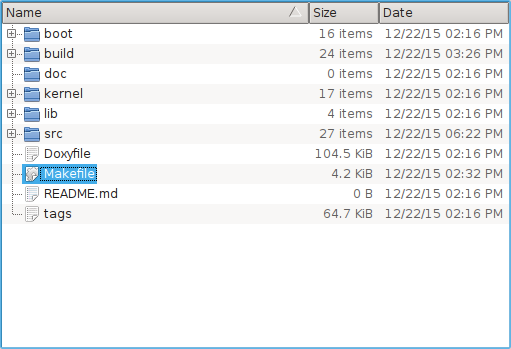 Name Size Date
boot 16 items 12/22/15 02:16 PM
build 24 items 12/22/15 03:26 PM
doc 0 items 12/22/15 02:16 PM
kernel 17 items 12/22/15 02:16 PM
lib 4 items 12/22/15 02:16 PM
src 27 items 12/22/15 06:22 PM
Doxyfile 104.5 KiB 12/22/15 02:16 PM
Makefile 4.2 KiB 12/22/15 02:32 PM
README.md 0 B 12/22/15 02:16 PM
tags 64.7 KiB 12/22/15 02:16 PM